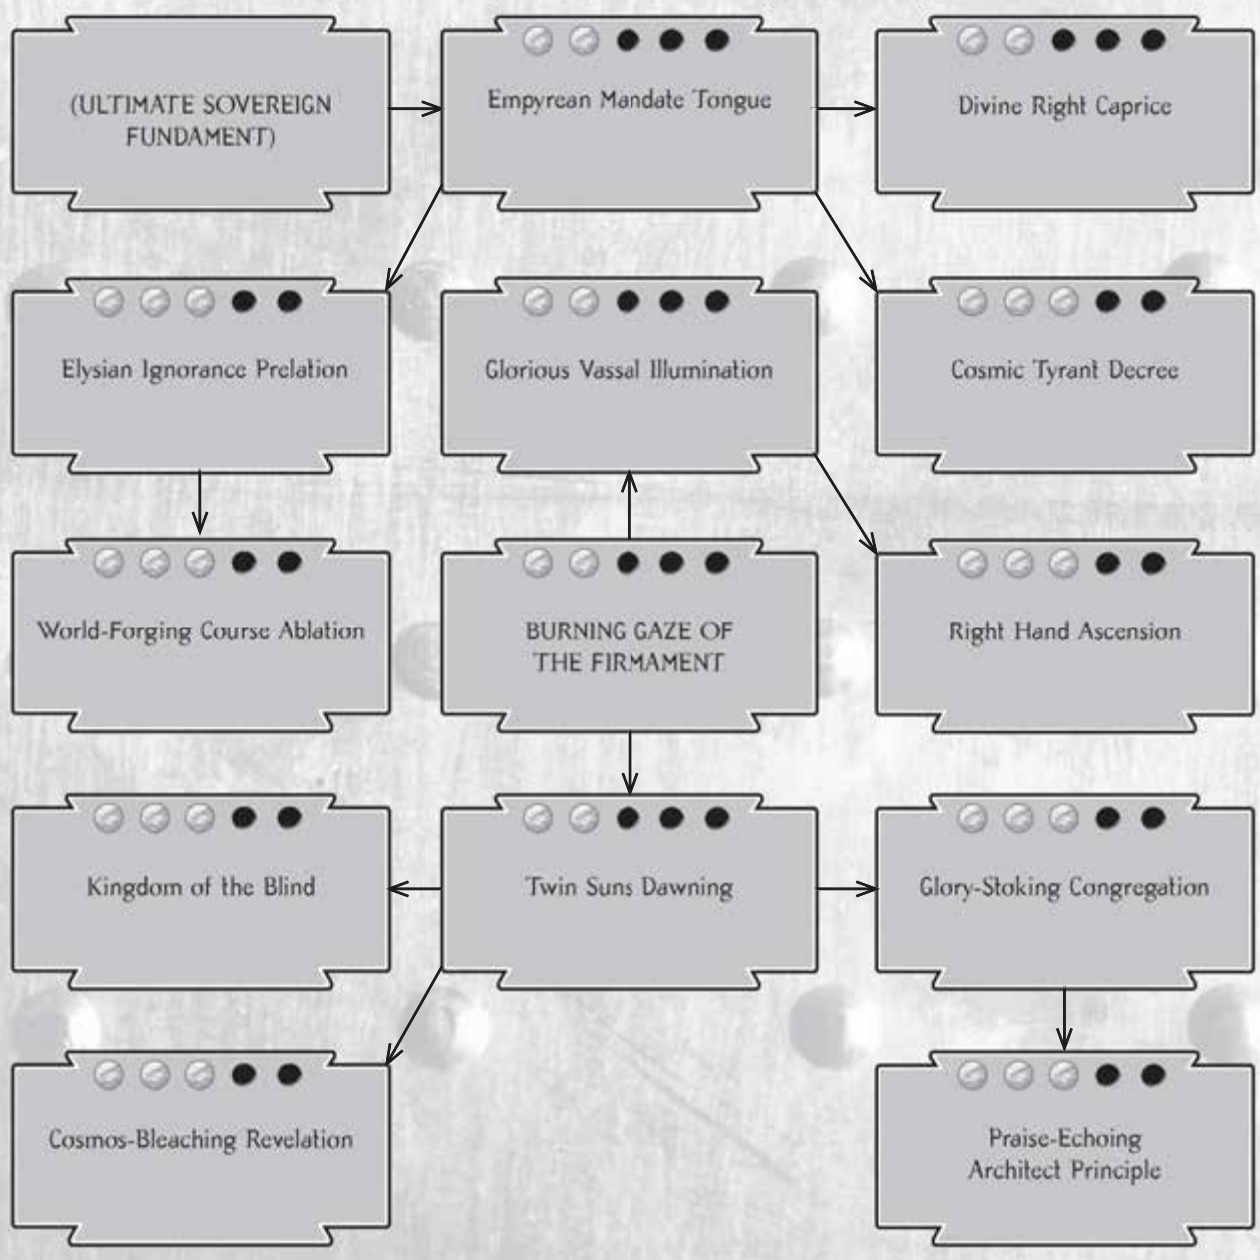 (ULTIMATE SOVEREIGN
FUNDAMENT)
Empyrean Mandate Tongue
Divine Right Caprice
Elysian Ignorance Prelation
Glorious Vassal Illumination
Cosmic Tyrant Decree
World-Forging Course Ablation
BURNING GAZE OF
THE FIRMAMENT
Right Hand Ascension
Kingdom of the Blind
Twin Suns Dawning
Glory-Stoking Congregation
Cosmos-Bleaching Revelation
Praise-Echoing
Architect Principle